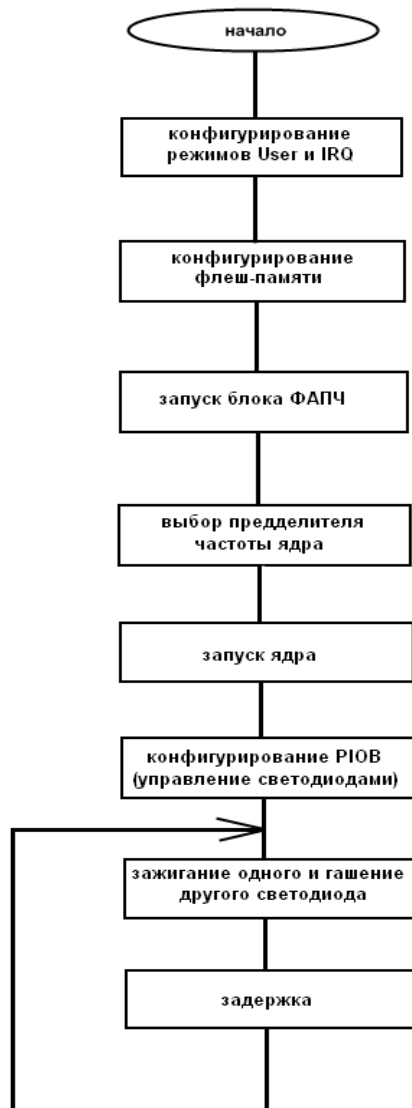 начало
конфигурирование
режимов User и IRQ
конфигурирование
флеш-памяти
запуск блока ФАПЧ
выбор предделителя
частоты ядра
запуск ядра
конфигурирование PIOB
(управление светодиодами)
зажигание одного и гашение
другого светодиода
задержка